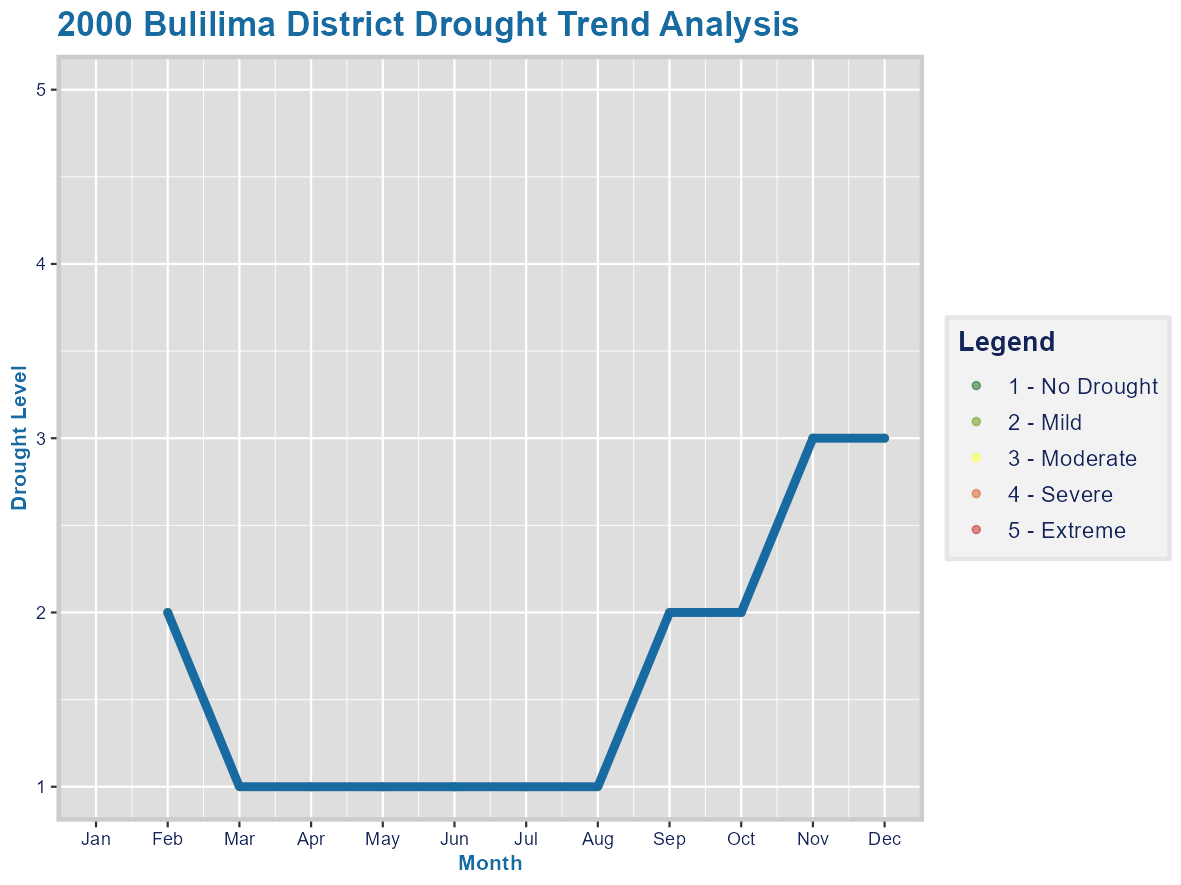 2000 Bulilima District Drought Trend Analysis
5
4
3
2
1
Drought Level
Jan Feb Mar Apr May Jun Jul Aug Sep Oct Nov Dec
Month
Legend
1 - No Drought
2 - Mild
3 - Moderate
4 - Severe
5 - Extreme